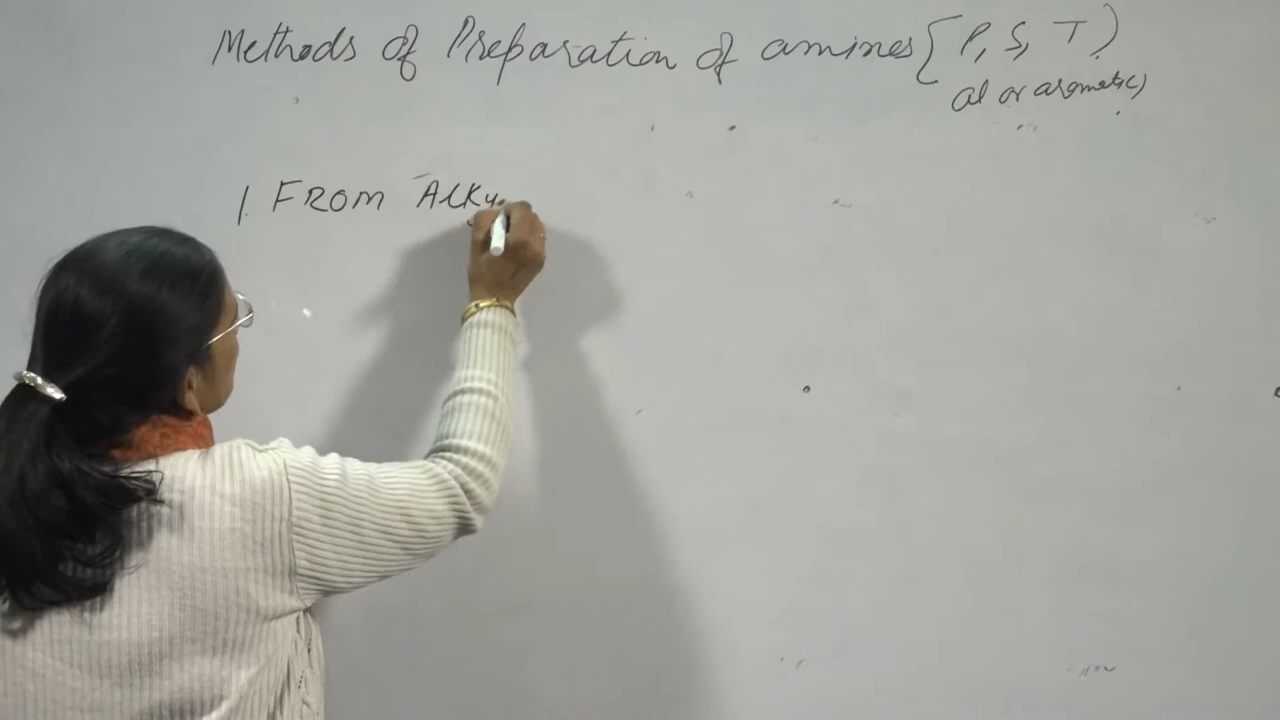 Methods of Preparation of amines { P, S, T )
al or aromatic)
1. FROM Alky